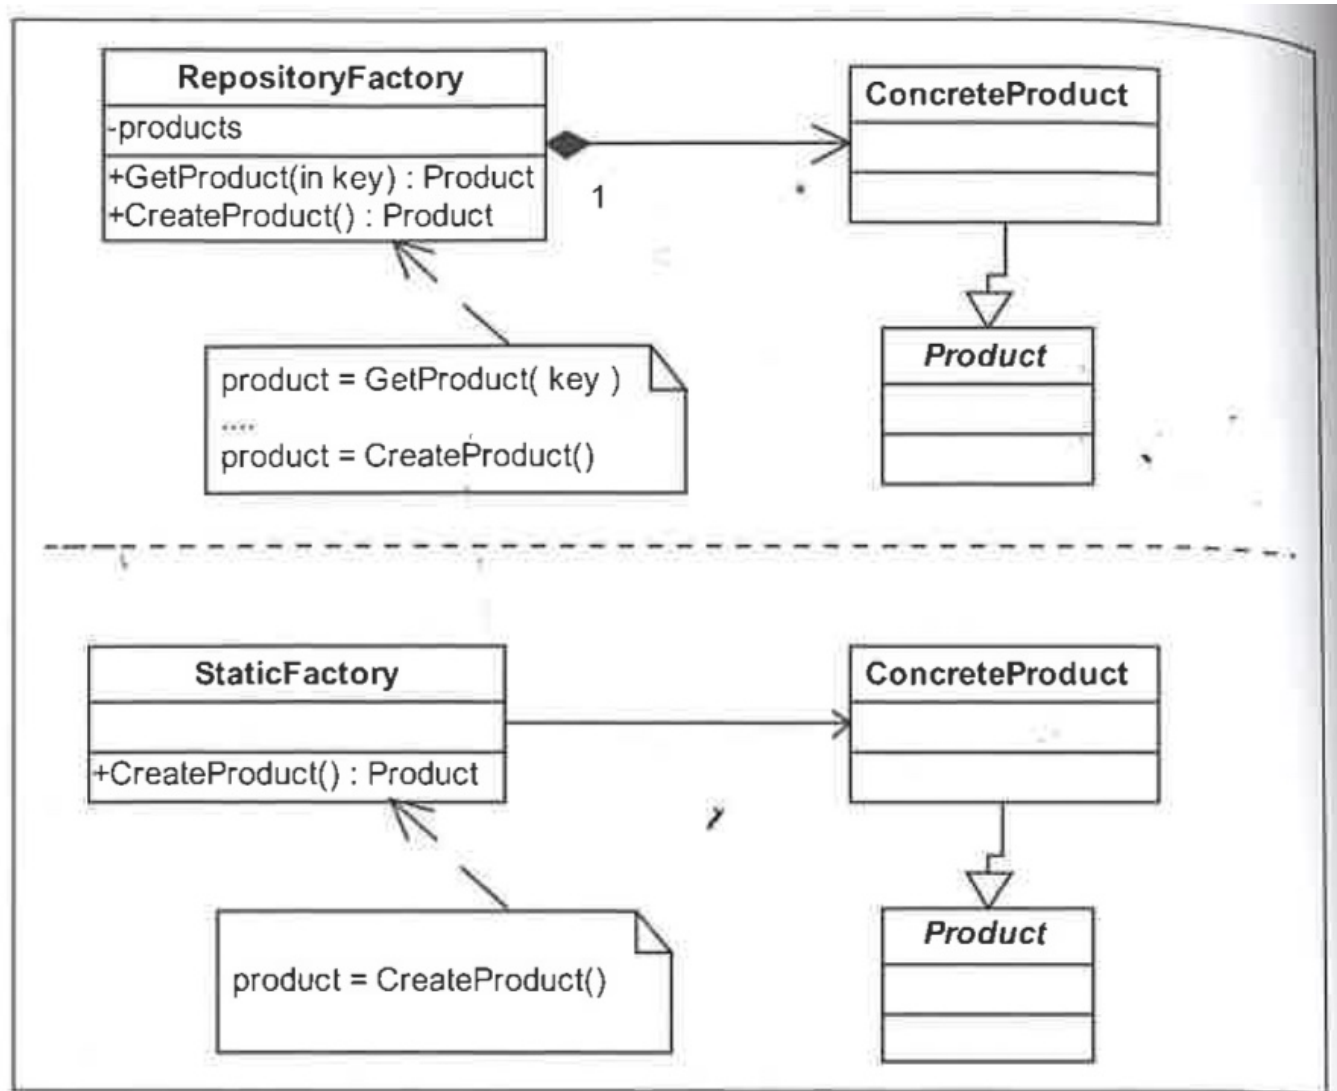 RepositoryFactory
-products
+GetProduct(in key) : Product
+CreateProduct() : Product
1
*
ConcreteProduct
Product
product = GetProduct( key )
....
product = CreateProduct()
StaticFactory
+CreateProduct() : Product
ConcreteProduct
Product
product = CreateProduct()